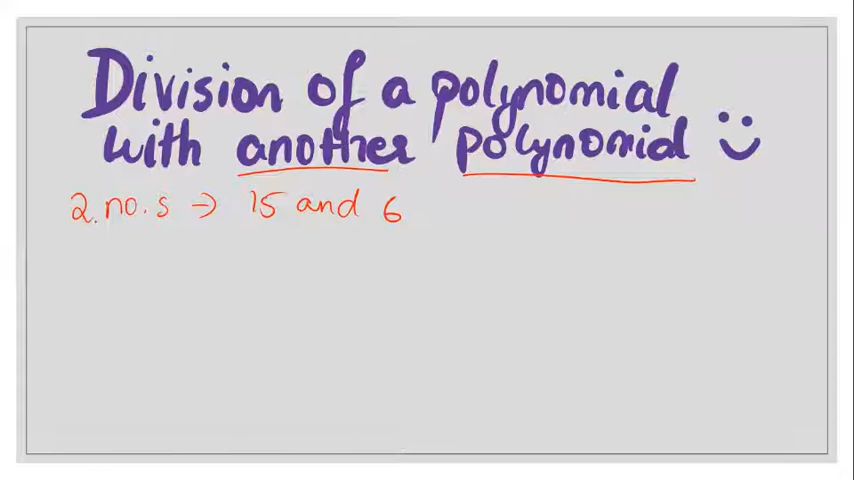 Division of a polynomial
with another polynomial
2.no.s → 15 and 6